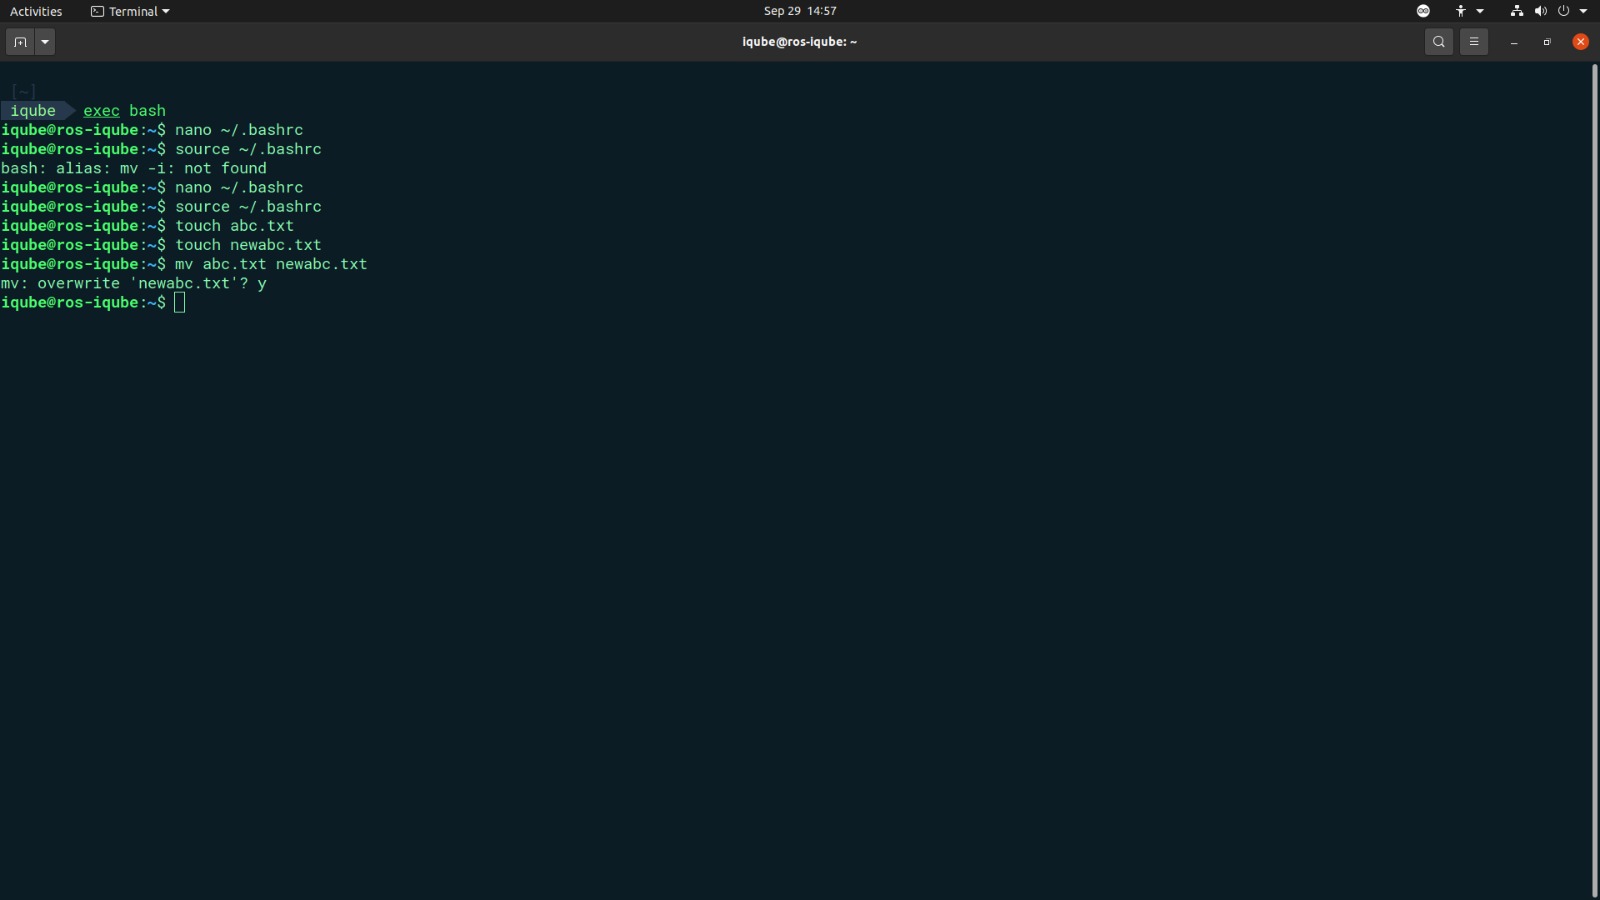 Activities Terminal Sep 29 14:57
iqube@ros-iqube: ~
[~]
iqube exec bash
iqube@ros-iqube:~$ nano ~/.bashrc
iqube@ros-iqube:~$ source ~/.bashrc
bash: alias: mv -i: not found
iqube@ros-iqube:~$ nano ~/.bashrc
iqube@ros-iqube:~$ source ~/.bashrc
iqube@ros-iqube:~$ touch abc.txt
iqube@ros-iqube:~$ touch newabc.txt
iqube@ros-iqube:~$ mv abc.txt newabc.txt
mv: overwrite 'newabc.txt'? y
iqube@ros-iqube:~$